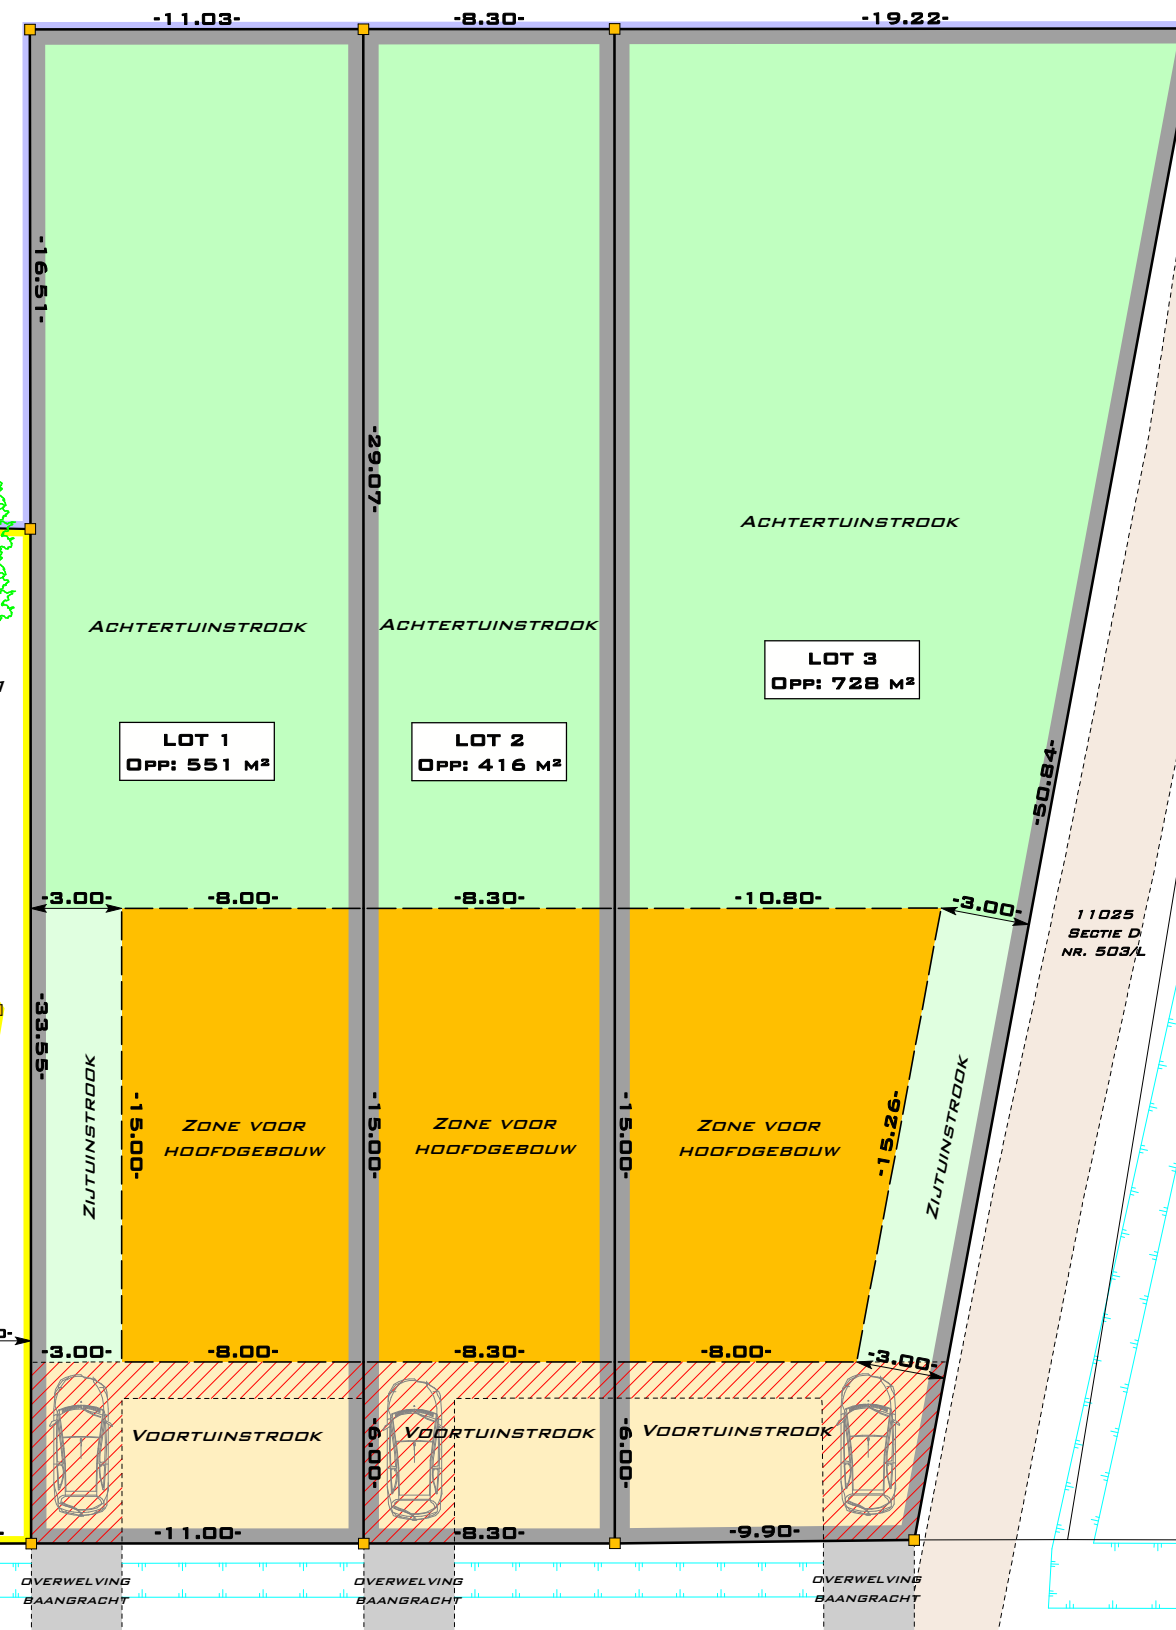 -11.03-
-8.30-
-19.22-
-16.51-
-29.07-
Achtertuinstrook
Achtertuinstrook
Achtertuinstrook
LOT 3
Opp: 728 m²
LOT 1
Opp: 551 m²
LOT 2
Opp: 416 m²
-50.84-
-3.00-
-8.00-
-8.30-
-10.80-
-3.00-
11025
Sectie D
nr. 503/L
-33.55-
Zijtuinstrook
-15.00-
Zone voor
hoofdgebouw
-15.00-
Zone voor
hoofdgebouw
-15.00-
Zone voor
hoofdgebouw
-15.26-
Zijtuinstrook
-3.00-
-8.00-
-8.30-
-8.00-
-3.00-
Voortuinstrook
-6.00-
Voortuinstrook
-6.00-
Voortuinstrook
-11.00-
-8.30-
-9.90-
overwelving
baangracht
overwelving
baangracht
overwelving
baangracht